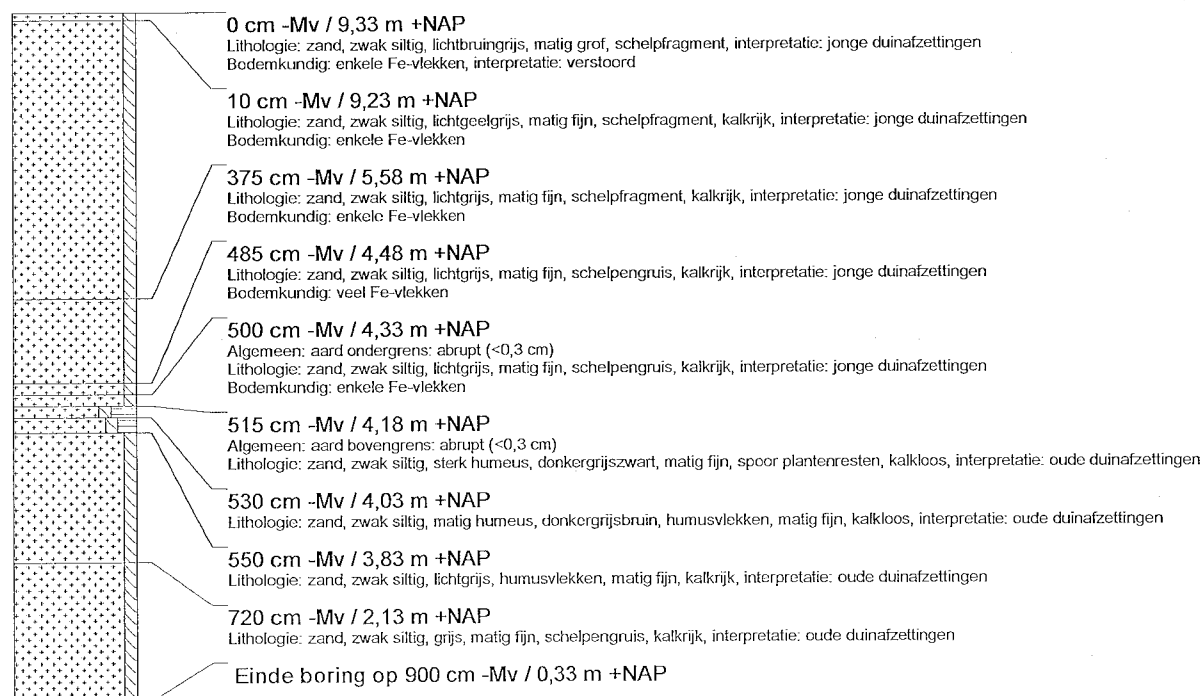 0 cm -Mv / 9,33 m +NAP
Lithologie: zand, zwak siltig, lichtbruingrijs, matig grof, schelpfragment, interpretatie: jonge duinafzettingen
Bodemkundig: enkele Fe-vlekken, interpretatie: verstoord
10 cm -Mv / 9,23 m +NAP
Lithologie: zand, zwak siltig, lichtgeelgrijs, matig fijn, schelpfragment, kalkrijk, interpretatie: jonge duinafzettingen
Bodemkundig: enkele Fe-vlekken
375 cm -Mv / 5,58 m +NAP
Lithologie: zand, zwak siltig, lichtgrijs, matig fijn, schelpfragment, kalkrijk, interpretatie: jonge duinafzettingen
Bodemkundig: enkele Fe-vlekken
485 cm -Mv / 4,48 m +NAP
Lithologie: zand, zwak siltig, lichtgrijs, matig fijn, schelpengruis, kalkrijk, interpretatie: jonge duinafzettingen
Bodemkundig: veel Fe-vlekken
500 cm -Mv / 4,33 m +NAP
Algemeen: aard ondergrens: abrupt (<0,3 cm)
Lithologie: zand, zwak siltig, lichtgrijs, matig fijn, schelpengruis, kalkrijk, interpretatie: jonge duinafzettingen
Bodemkundig: enkele Fe-vlekken
515 cm -Mv / 4,18 m +NAP
Algemeen: aard bovengrens: abrupt (<0,3 cm)
Lithologie: zand, zwak siltig, sterk humeus, donkergrijszwart, matig fijn, spoor plantenresten, kalkloos, interpretatie: oude duinafzettingen
530 cm -Mv / 4,03 m +NAP
Lithologie: zand, zwak siltig, matig humeus, donkergrijsbruin, humusvlekken, matig fijn, kalkloos, interpretatie: oude duinafzettingen
550 cm -Mv / 3,83 m +NAP
Lithologie: zand, zwak siltig, lichtgrijs, humusvlekken, matig fijn, kalkrijk, interpretatie: oude duinafzettingen
720 cm -Mv / 2,13 m +NAP
Lithologie: zand, zwak siltig, grijs, matig fijn, schelpengruis, kalkrijk, interpretatie: oude duinafzettingen
Einde boring op 900 cm -Mv / 0,33 m +NAP